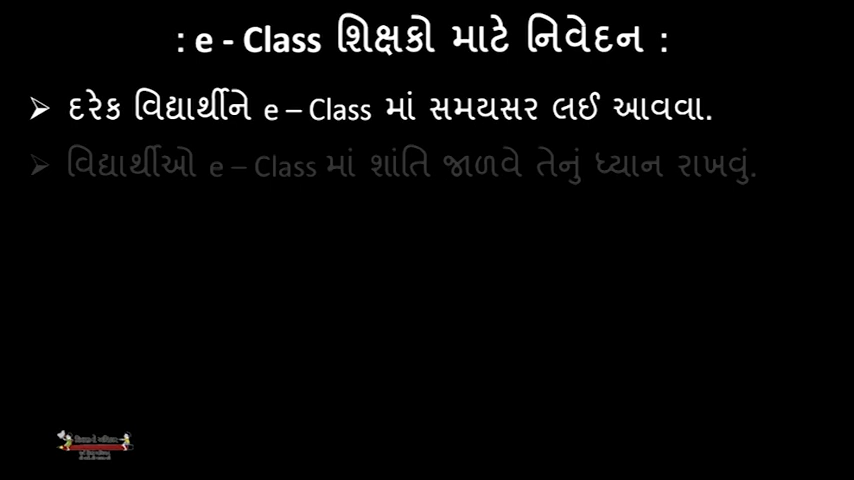 : e - Class શિક્ષકો માટે નિવેદન :
➢ દરેક વિદ્યાર્થીને e – Class માં સમયસર લઈ આવવા.
➢ વિદ્યાર્થીઓ e – Class માં શાંતિ જાળવે તેનું ધ્યાન રાખવું.